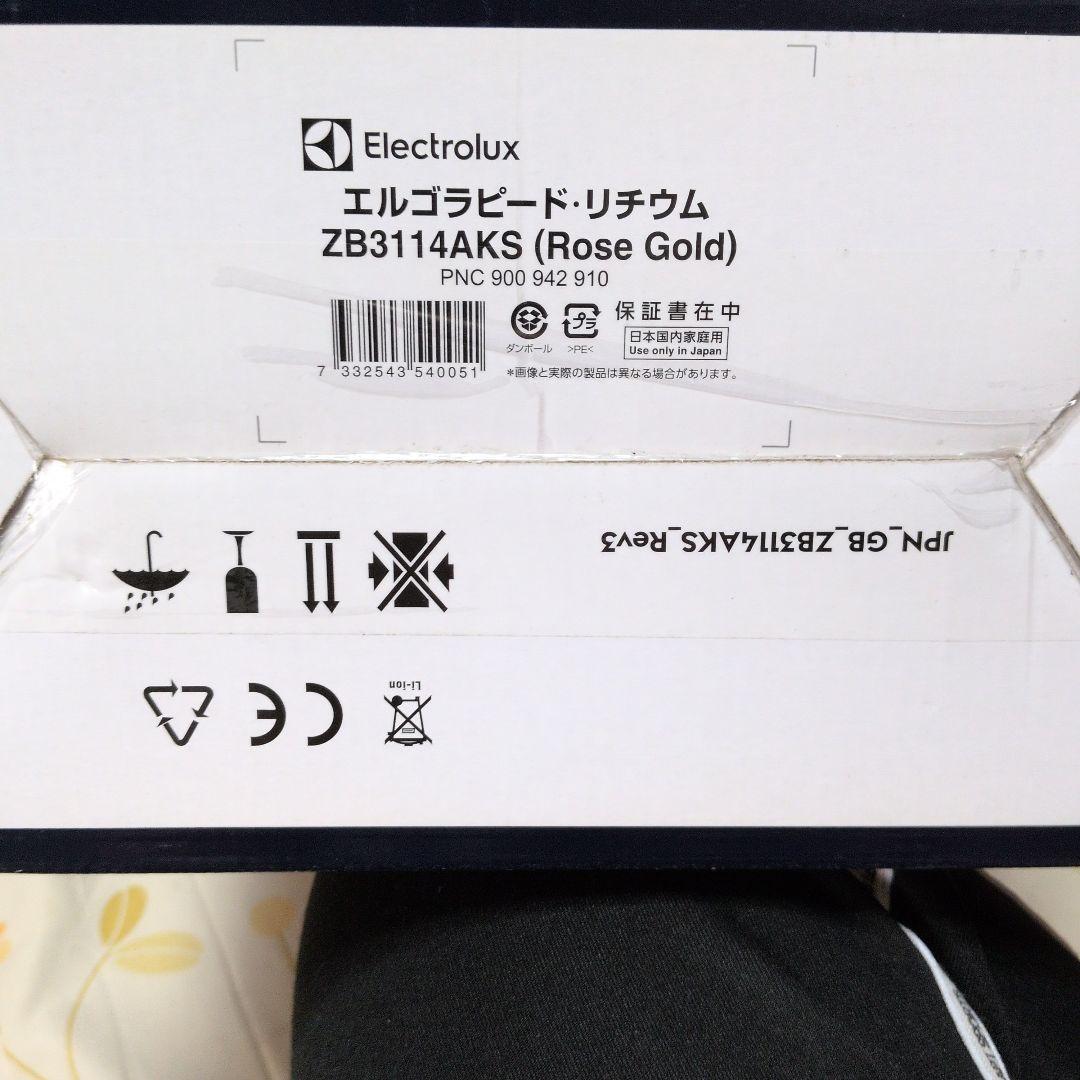 Electrolux
エルゴラピード・リチウム
ZB3114AKS (Rose Gold)
PNC 900 942 910
7 332543 540051
ダンボール
プラ
>PE<
保証書在中
日本国内家庭用
Use only in Japan
*画像と実際の製品は異なる場合があります。
JPN_GB_ZB3114AKS_Rev3
Li-ion
CE